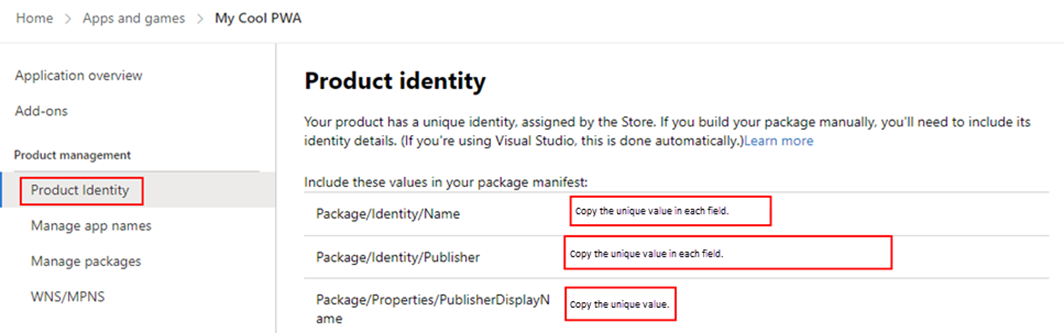 Home > Apps and games > My Cool PWA
Application overview
Add-ons
Product management
Product Identity
Manage app names
Manage packages
WNS/MPNS
Product identity
Your product has a unique identity, assigned by the Store. If you build your package manually, you'll need to include its
identity details. (If you're using Visual Studio, this is done automatically.)Learn more
Include these values in your package manifest:
Package/Identity/Name Copy the unique value in each field.
Package/Identity/Publisher Copy the unique value in each field.
Package/Properties/PublisherDisplayN Copy the unique value.
ame